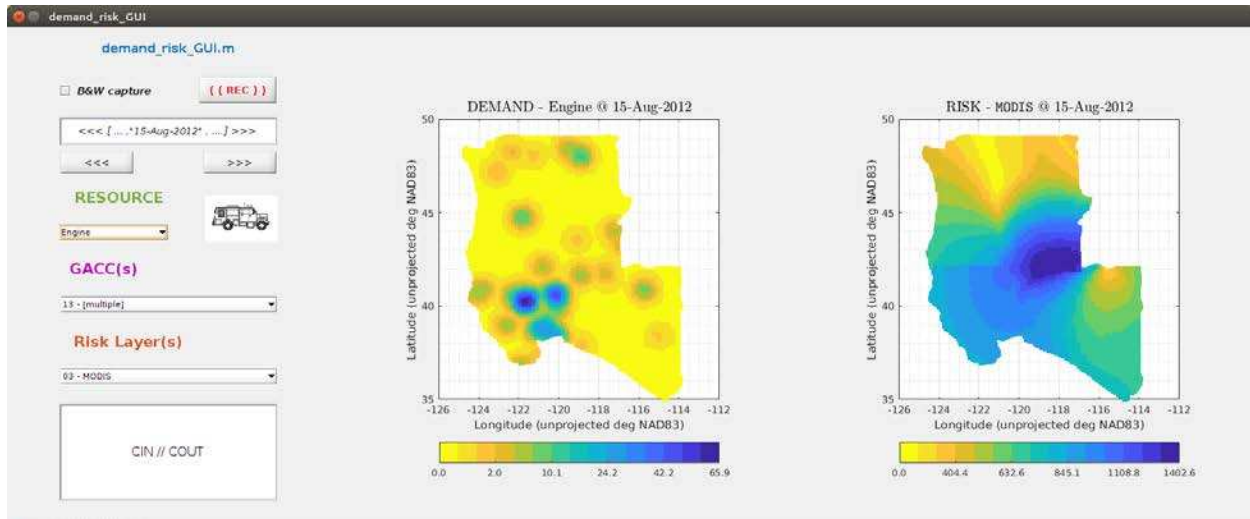 demand_risk_GUI
demand_risk_GUI.m
B&W capture
( ( REC ) )
<<< [ ... ,"15-Aug-2012" , ....] >>>
<<<
>>>
RESOURCE
Engine
GACC(s)
13 - [multiple]
Risk Layer(s)
03 - MODIS
CIN // COUT
DEMAND - Engine @ 15-Aug-2012
50
45
40
35
Latitude (unprojected deg NAD83)
-126 -124 -122 -120 -118 -116 -114 -112
Longitude (unprojected deg NAD83)
0.0 2.0 10.1 24.2 42.2 65.9
RISK - MODIS @ 15-Aug-2012
50
45
40
35
Latitude (unprojected deg NAD83)
-126 -124 -122 -120 -118 -116 -114 -112
Longitude (unprojected deg NAD83)
0.0 404.4 632.6 845.1 1108.8 1402.6